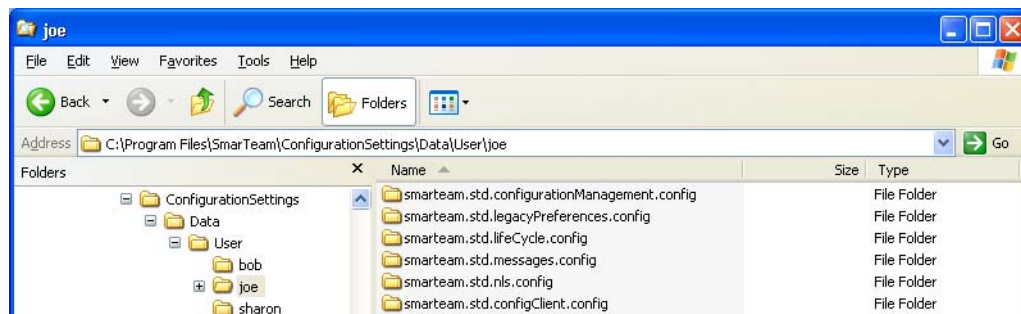 joe
File Edit View Favorites Tools Help
Back Search Folders
Address C:\Program Files\SmarTeam\ConfigurationSettings\Data\User\joe Go
Folders x Name Size Type
ConfigurationSettings smarteam.std.configurationManagement.config File Folder
Data smarteam.std.legacyPreferences.config File Folder
User smarteam.std.lifeCycle.config File Folder
bob smarteam.std.messages.config File Folder
joe smarteam.std.nls.config File Folder
sharon smarteam.std.configClient.config File Folder